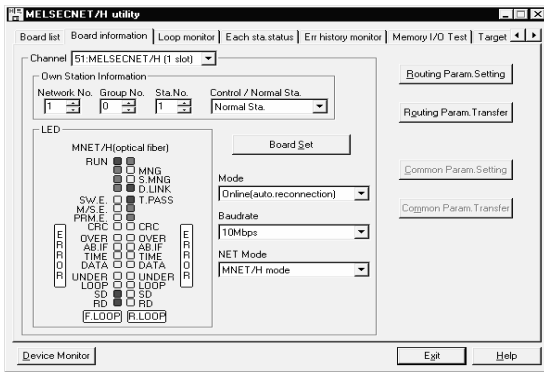 MELSECNET/H utility
Board list Board information Loop monitor Each sta.status Err history monitor Memory I/O Test Target
Channel 51:MELSECNET/H (1 slot)
Own Station Information
Network No. Group No. Sta.No. Control / Normal Sta.
1 0 1 Normal Sta.
LED
MNET/H(optical fiber)
RUN
MNG
S.MNG
D.LINK
SW.E. T.PASS
M/S.E.
PRM.E.
CRC CRC
OVER OVER
AB.IF AB.IF
TIME TIME
DATA DATA
UNDER UNDER
LOOP LOOP
SD SD
RD RD
ERROR ERROR
F.LOOP R.LOOP
Board Set
Mode
Online(auto.reconnection)
Baudrate
10Mbps
NET Mode
MNET/H mode
Routing Param.Setting
Routing Param.Transfer
Common Param.Setting
Common Param.Transfer
Device Monitor Exit Help